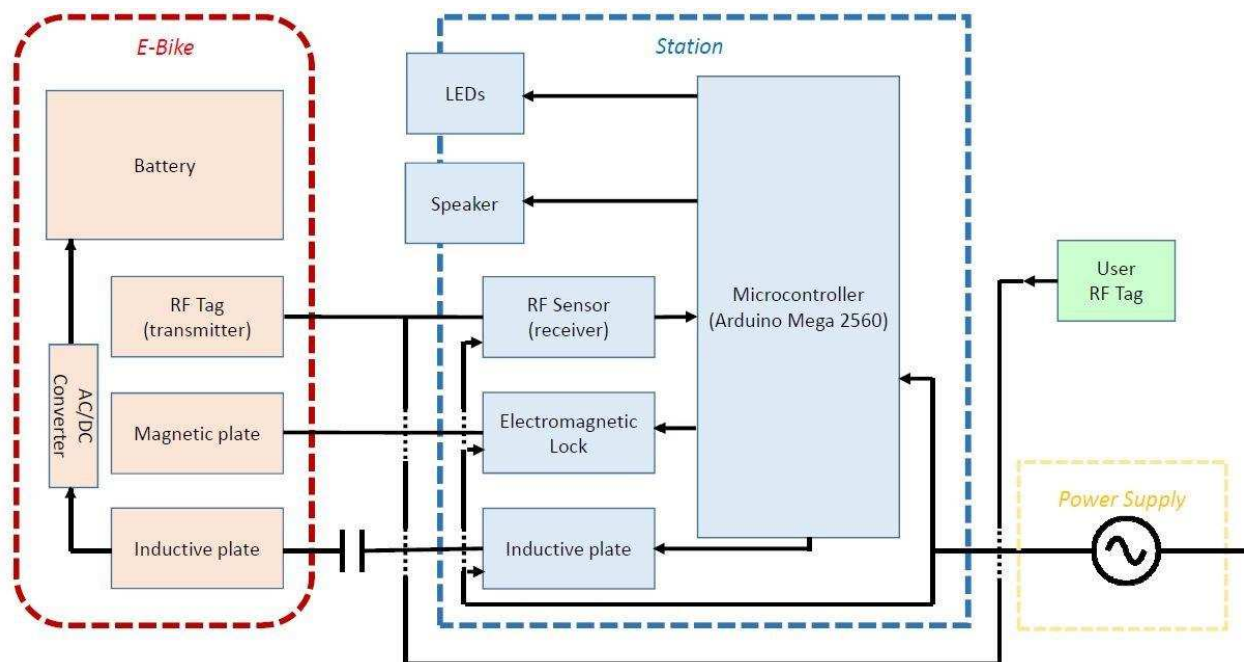 E-Bike
Battery
RF Tag
(transmitter)
AC/DC
Converter
Magnetic plate
Inductive plate
Station
LEDs
Speaker
RF Sensor
(receiver)
Electromagnetic
Lock
Inductive plate
Microcontroller
(Arduino Mega 2560)
User
RF Tag
Power Supply